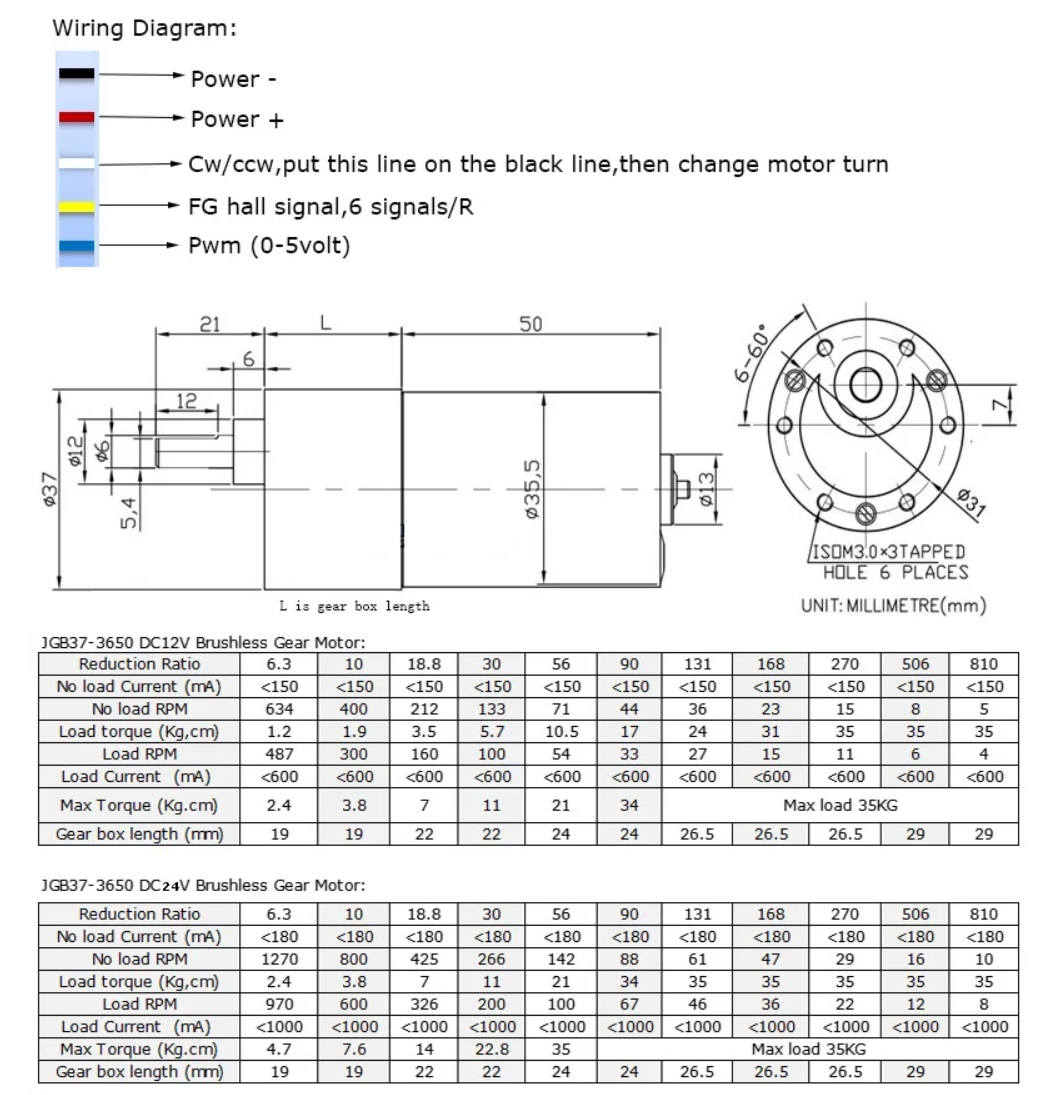 Wiring Diagram:
Power -
Power +
Cw/ccw,put this line on the black line,then change motor turn
FG hall signal,6 signals/R
Pwm (0-5volt)
21 L 50
6
12
ø37 ø12 ø6
5,4
ø35,5
ø13
6-60°
7
ø31
ISOM3.0×3TAPPED
HOLE 6 PLACES
L is gear box length
UNIT: MILLIMETRE(mm)
JGB37-3650 DC12V Brushless Gear Motor:
Reduction Ratio 6.3 10 18.8 30 56 90 131 168 270 506 810
No load Current (mA) <150 <150 <150 <150 <150 <150 <150 <150 <150 <150 <150
No load RPM 634 400 212 133 71 44 36 23 15 8 5
Load torque (Kg,cm) 1.2 1.9 3.5 5.7 10.5 17 24 31 35 35 35
Load RPM 487 300 160 100 54 33 27 15 11 6 4
Load Current (mA) <600 <600 <600 <600 <600 <600 <600 <600 <600 <600 <600
Max Torque (Kg.cm) 2.4 3.8 7 11 21 34 Max load 35KG
Gear box length (mm) 19 19 22 22 24 24 26.5 26.5 26.5 29 29
JGB37-3650 DC24V Brushless Gear Motor:
Reduction Ratio 6.3 10 18.8 30 56 90 131 168 270 506 810
No load Current (mA) <180 <180 <180 <180 <180 <180 <180 <180 <180 <180 <180
No load RPM 1270 800 425 266 142 88 61 47 29 16 10
Load torque (Kg,cm) 2.4 3.8 7 11 21 34 35 35 35 35 35
Load RPM 970 600 326 200 100 67 46 36 22 12 8
Load Current (mA) <1000 <1000 <1000 <1000 <1000 <1000 <1000 <1000 <1000 <1000 <1000
Max Torque (Kg.cm) 4.7 7.6 14 22.8 35 Max load 35KG
Gear box length (mm) 19 19 22 22 24 24 26.5 26.5 26.5 29 29